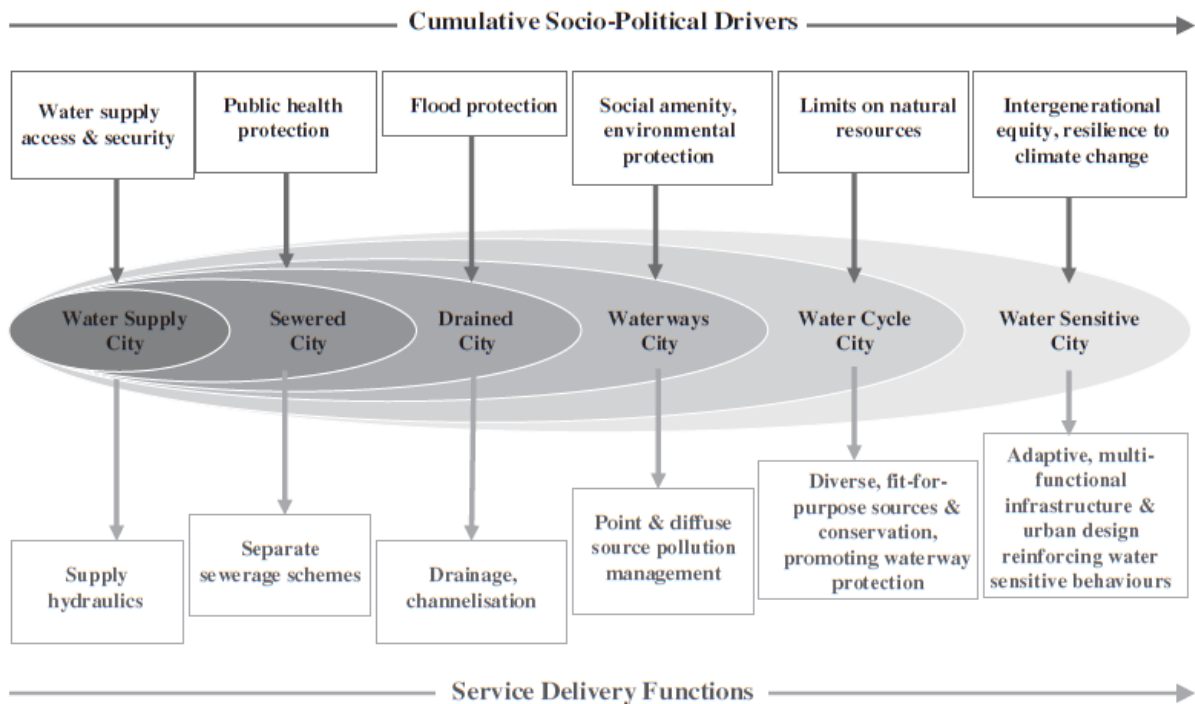 Cumulative Socio-Political Drivers
Water supply
access & security
Public health
protection
Flood protection
Social amenity,
environmental
protection
Limits on natural
resources
Intergenerational
equity, resilience to
climate change
Water Supply
City
Sewered
City
Drained
City
Waterways
City
Water Cycle
City
Water Sensitive
City
Supply
hydraulics
Separate
sewerage schemes
Drainage,
channelisation
Point & diffuse
source pollution
management
Diverse, fit-for-
purpose sources &
conservation,
promoting waterway
protection
Adaptive, multi-
functional
infrastructure &
urban design
reinforcing water
sensitive behaviours
Service Delivery Functions